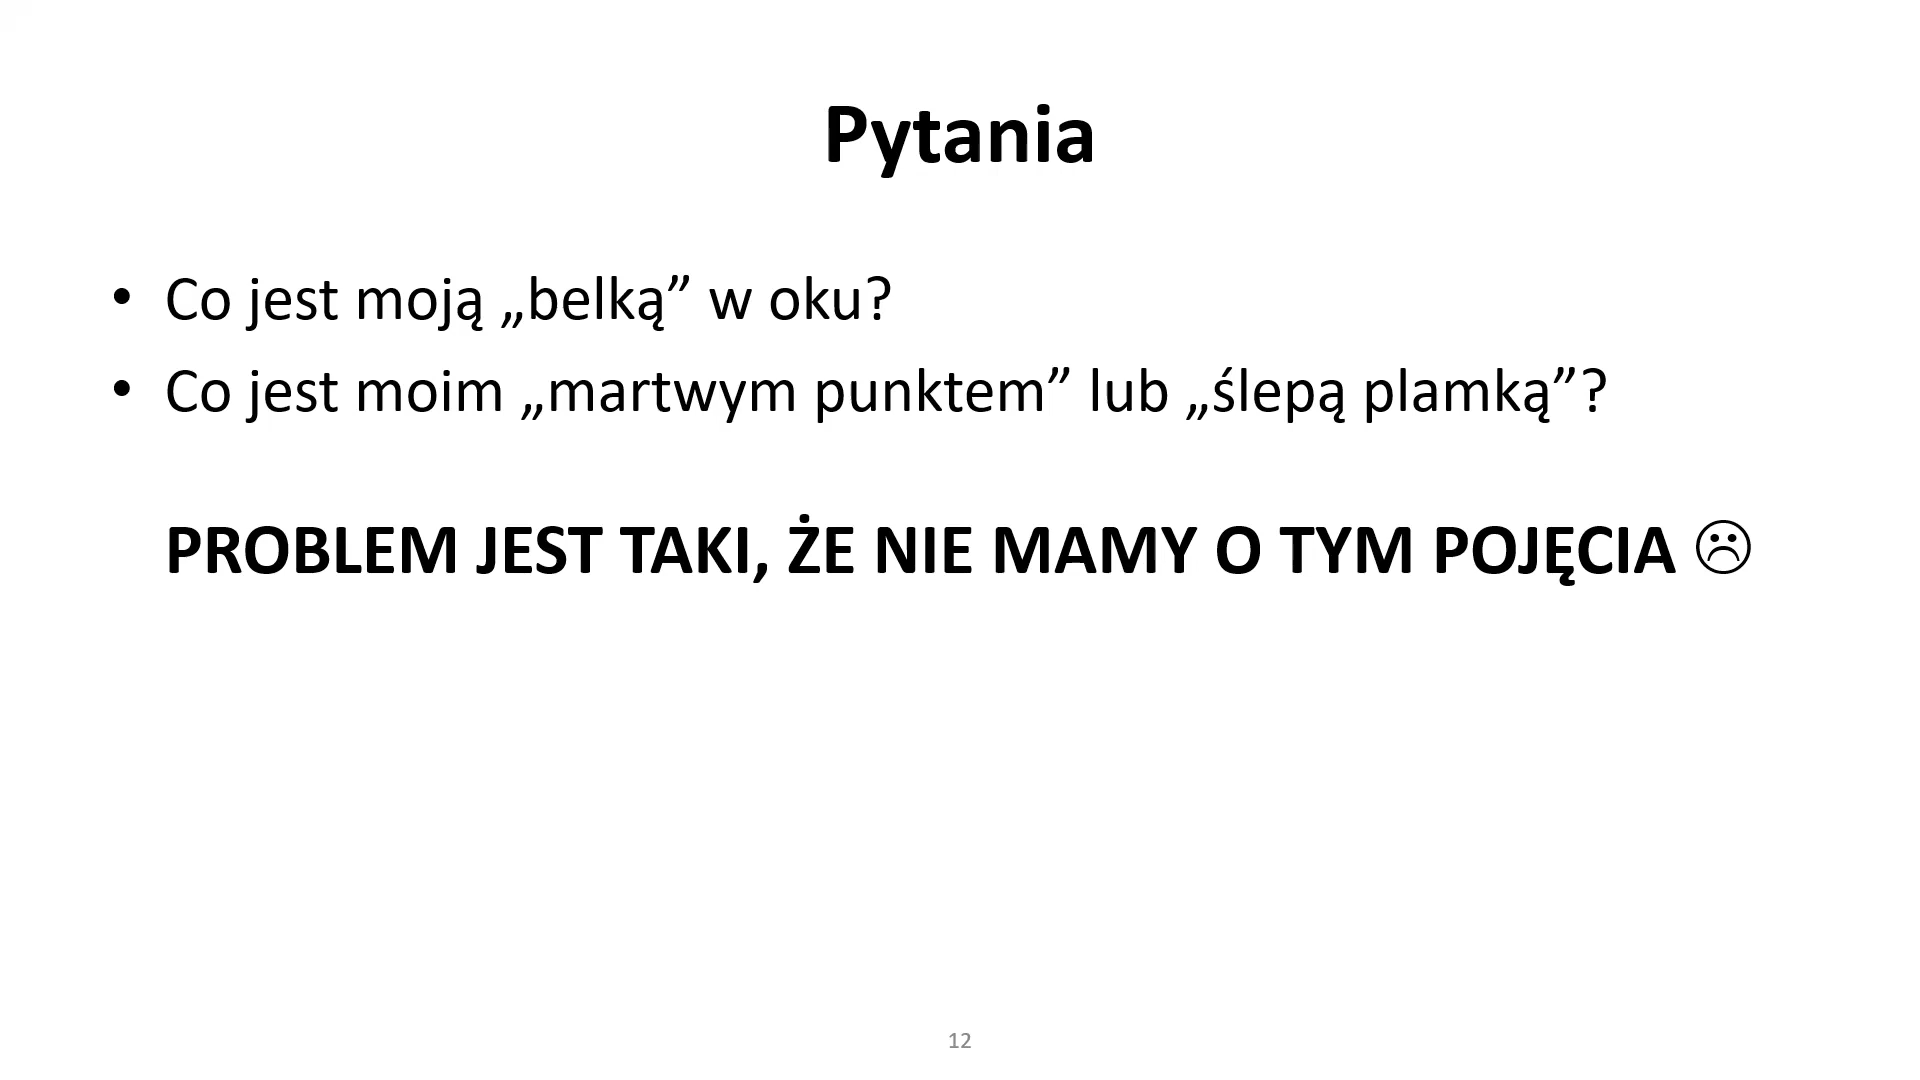 Pytania
• Co jest moją „belką” w oku?
• Co jest moim „martwym punktem” lub „ślepą plamką”?
PROBLEM JEST TAKI, ŻE NIE MAMY O TYM POJĘCIA ☹
12